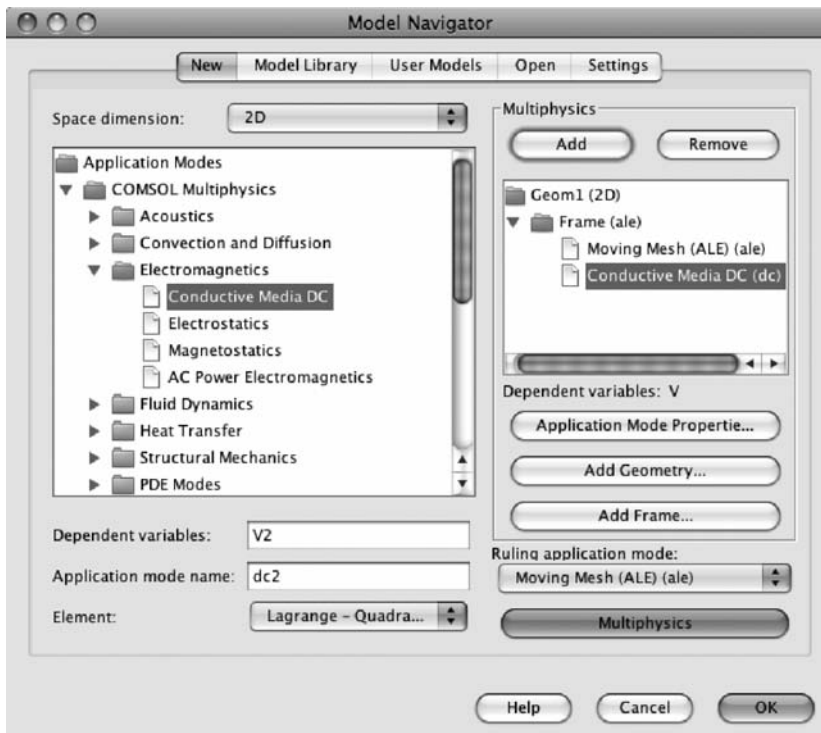 Model Navigator
New
Model Library
User Models
Open
Settings
Space dimension:
2D
Application Modes
COMSOL Multiphysics
Acoustics
Convection and Diffusion
Electromagnetics
Conductive Media DC
Electrostatics
Magnetostatics
AC Power Electromagnetics
Fluid Dynamics
Heat Transfer
Structural Mechanics
PDE Modes
Dependent variables:
V2
Application mode name:
dc2
Element:
Lagrange - Quadra...
Multiphysics
Add
Remove
Geom1 (2D)
Frame (ale)
Moving Mesh (ALE) (ale)
Conductive Media DC (dc)
Dependent variables: V
Application Mode Propertie...
Add Geometry...
Add Frame...
Ruling application mode:
Moving Mesh (ALE) (ale)
Multiphysics
Help
Cancel
OK